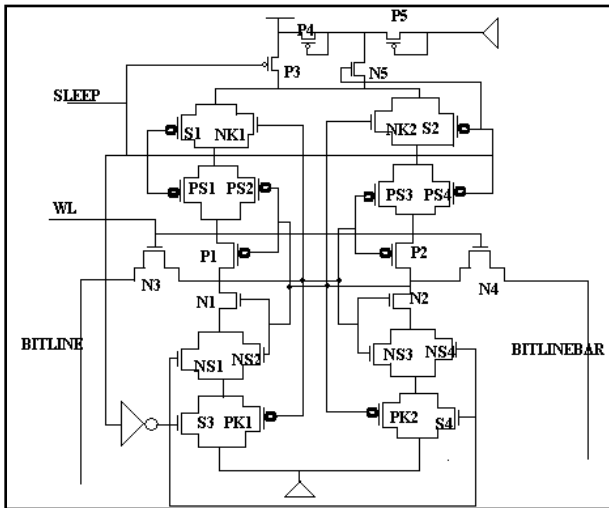 P5
P4
P3
N5
SLEEP
S1 NK1
NK2 S2
PS1 PS2
PS3 PS4
WL
P1
P2
N3
N4
N1
N2
BITLINE
NS1 NS2
NS3 NS4
BITLINEBAR
S3 PK1
PK2 S4